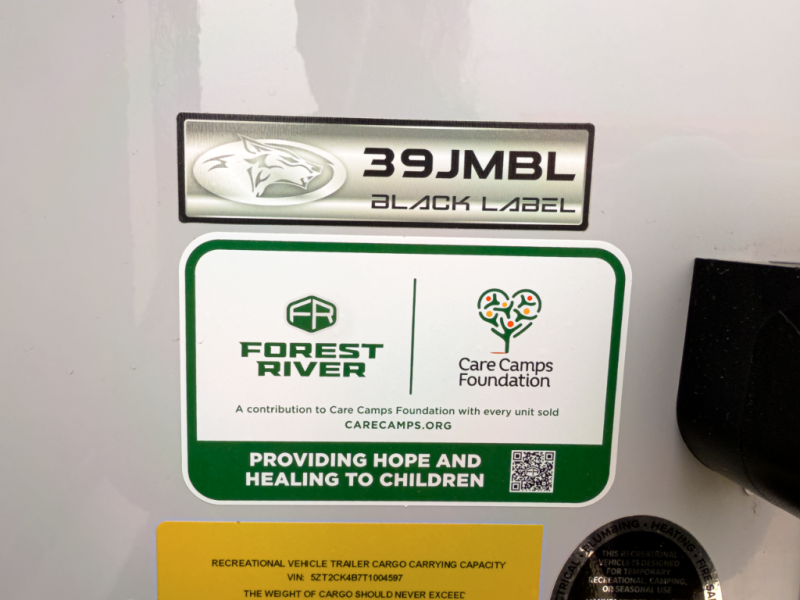 39JMBL
BLACK LABEL
FR
FOREST
RIVER
Care Camps
Foundation
A contribution to Care Camps Foundation with every unit sold
CARECAMPS.ORG
PROVIDING HOPE AND
HEALING TO CHILDREN
RECREATIONAL VEHICLE TRAILER CARGO CARRYING CAPACITY
VIN: 5ZT2CK4B7T1004597
THE WEIGHT OF CARGO SHOULD NEVER EXCEED
PLUMBING • HEATING • FIRE
THIS RECREATIONAL
VEHICLE IS DESIGNED
FOR TEMPORARY
RECREATIONAL, CAMPING,
OR SEASONAL USE